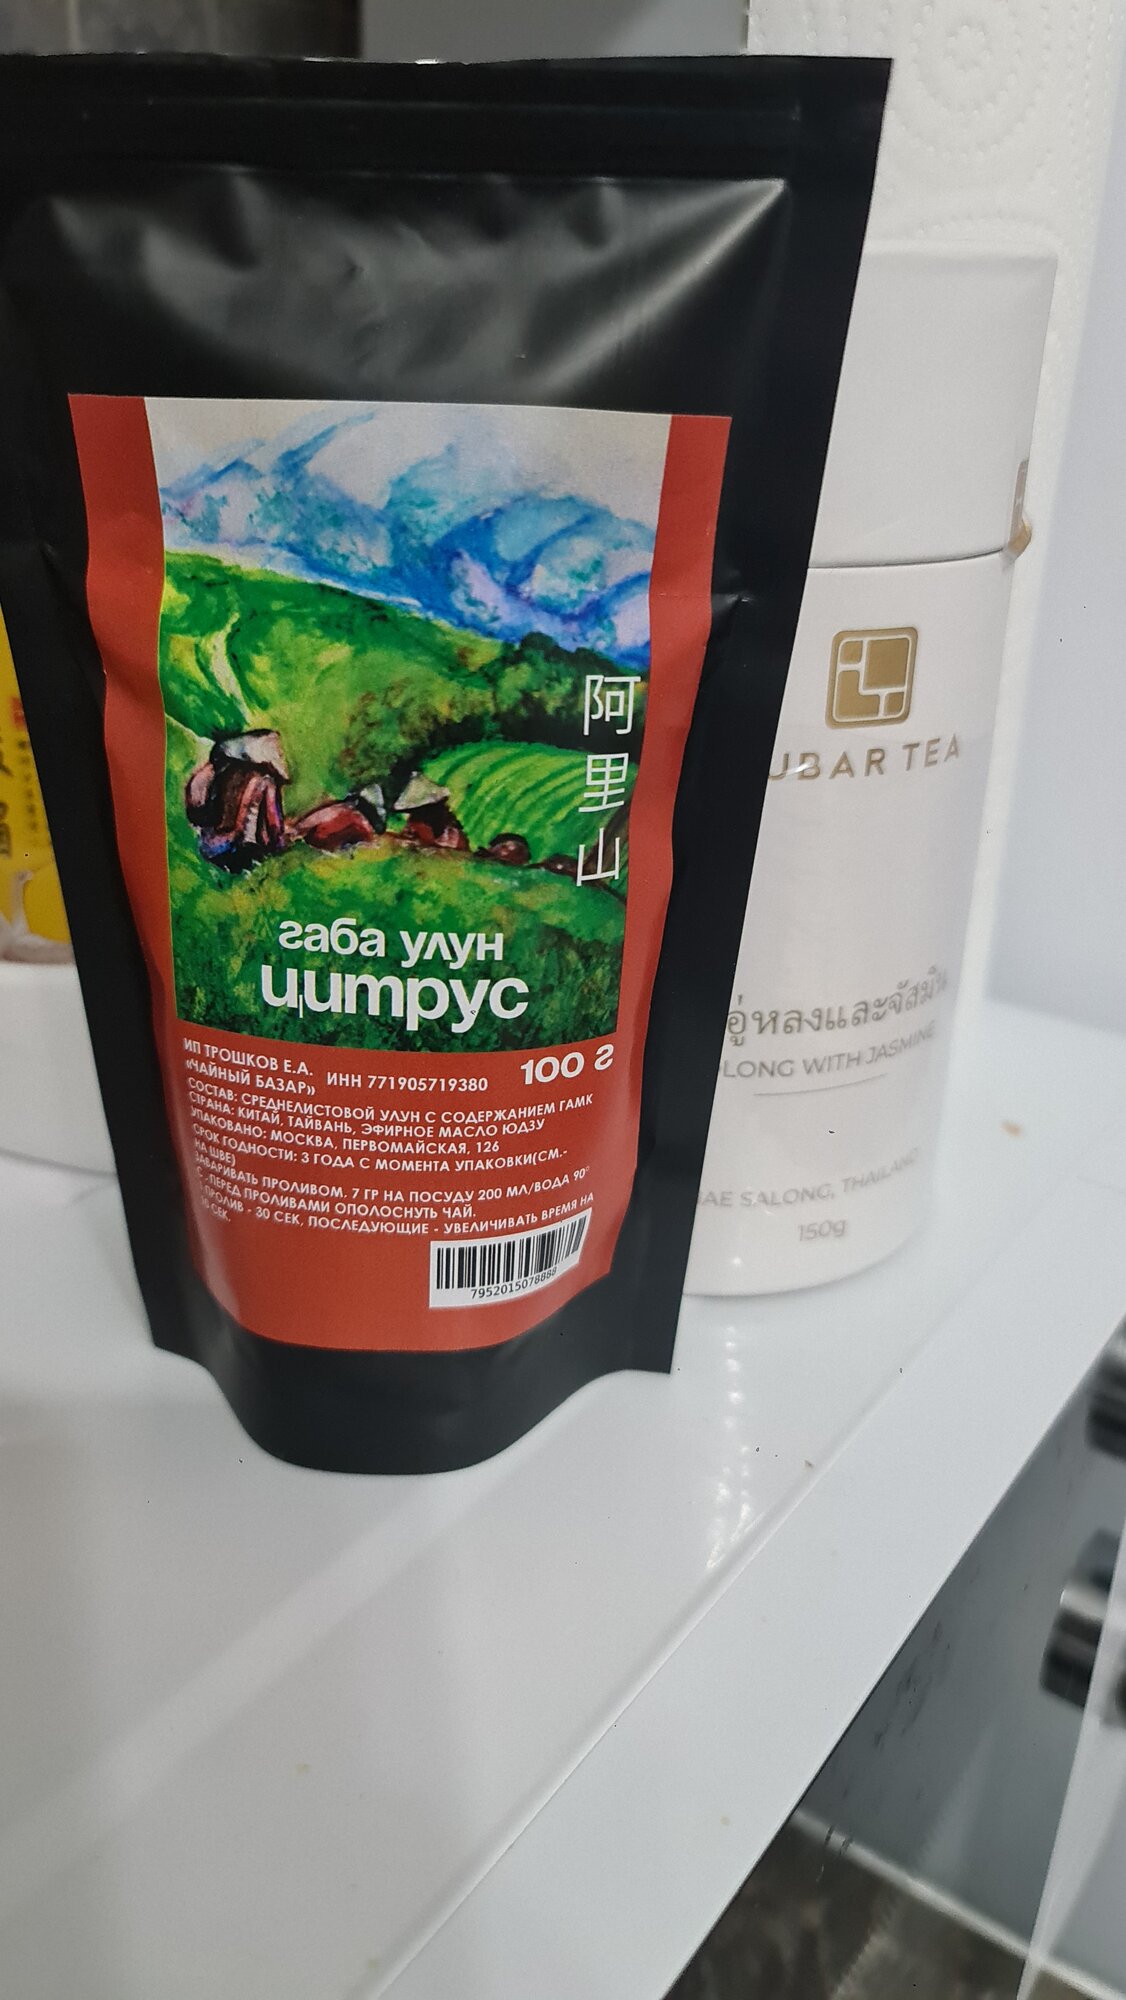 阿里山
габа улун
цитрус
ИП ТРОШКОВ Е.А.
«ЧАЙНЫЙ БАЗАР»
ИНН 771905719380
100 г
СОСТАВ: СРЕДНЕЛИСТОВОЙ УЛУН С СОДЕРЖАНИЕМ ГАМК
СТРАНА: КИТАЙ, ТАЙВАНЬ, ЭФИРНОЕ МАСЛО ЮДЗУ
УПАКОВАНО: МОСКВА, ПЕРВОМАЙСКАЯ, 126
СРОК ГОДНОСТИ: 3 ГОДА С МОМЕНТА УПАКОВКИ(СМ.-
НА ШВЕ)
ЗАВАРИВАТЬ ПРОЛИВОМ, 7 ГР НА ПОСУДУ 200 МЛ/ВОДА 90°
С, ПЕРЕД ПРОЛИВАМИ ОПОЛОСНУТЬ ЧАЙ.
ПРОЛИВ - 30 СЕК, ПОСЛЕДУЮЩИЕ - УВЕЛИЧИВАТЬ ВРЕМЯ НА
10 СЕК.
7952015078888
UBAR TEA
อู่หลงและจัสมิน
LONG WITH JASMINE
AE SALONG, THAILAND
150g